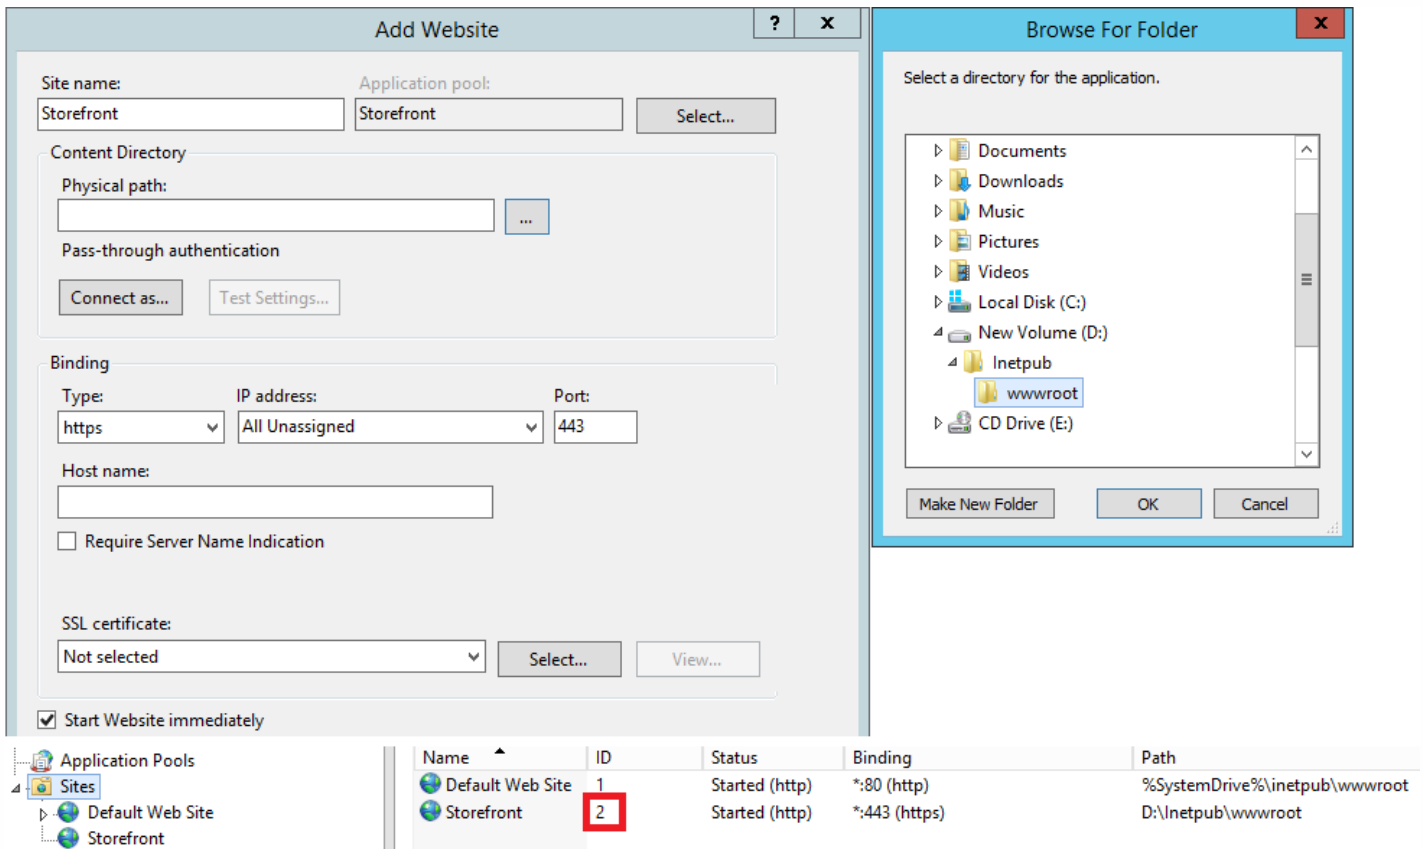 Add Website
?
x
Site name:
Application pool:
Storefront
Storefront
Select...
Content Directory
Physical path:
...
Pass-through authentication
Connect as...
Test Settings...
Binding
Type:
IP address:
Port:
https
All Unassigned
443
Host name:
Require Server Name Indication
SSL certificate:
Not selected
Select...
View...
Start Website immediately
Browse For Folder
x
Select a directory for the application.
Documents
Downloads
Music
Pictures
Videos
Local Disk (C:)
New Volume (D:)
Inetpub
wwwroot
CD Drive (E:)
Make New Folder
OK
Cancel
Application Pools
Sites
Default Web Site
Storefront
Name ID Status Binding Path
Default Web Site 1 Started (http) *:80 (http) %SystemDrive%\inetpub\wwwroot
Storefront 2 Started (http) *:443 (https) D:\Inetpub\wwwroot